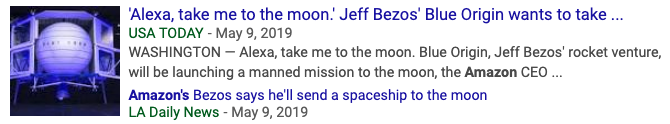 'Alexa, take me to the moon.' Jeff Bezos' Blue Origin wants to take ...
USA TODAY - May 9, 2019
WASHINGTON — Alexa, take me to the moon. Blue Origin, Jeff Bezos' rocket venture,
will be launching a manned mission to the moon, the Amazon CEO ...
Amazon's Bezos says he'll send a spaceship to the moon
LA Daily News - May 9, 2019